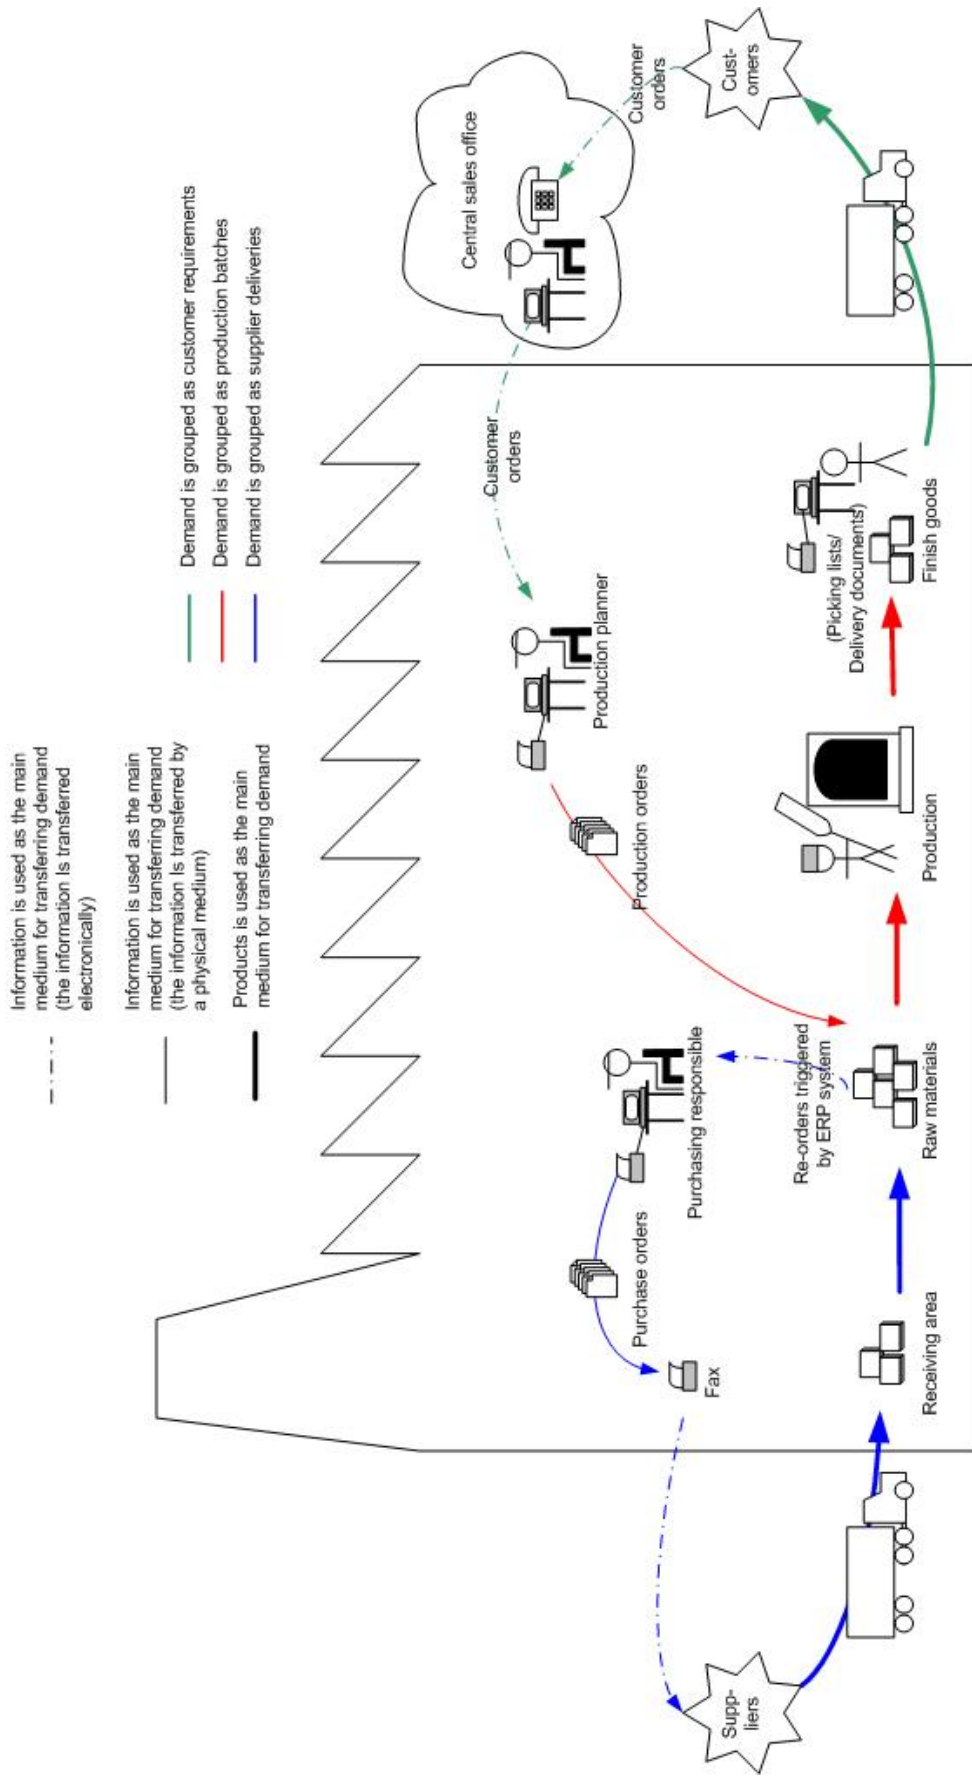 Information is used as the main
medium for transferring demand
(the information Is transferred
electronically)
Information is used as the main
medium for transferring demand
(the information Is transferred by
a physical medium)
Products is used as the main
medium for transferring demand
Demand is grouped as customer requirements
Demand is grouped as production batches
Demand is grouped as supplier deliveries
Central sales office
Customer
orders
Cust-
omers
Customer
orders
Production planner
Production orders
Purchasing responsible
Purchase orders
Fax
Re-orders triggered
by ERP system
(Picking lists/
Delivery documents)
Supp-
liers
Receiving area
Raw materials
Production
Finish goods